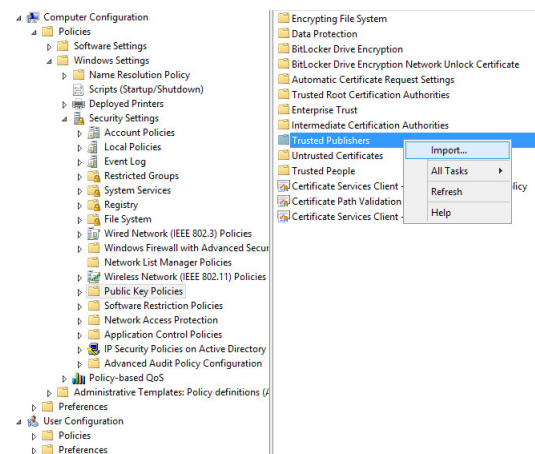 Computer Configuration
Policies
Software Settings
Windows Settings
Name Resolution Policy
Scripts (Startup/Shutdown)
Deployed Printers
Security Settings
Account Policies
Local Policies
Event Log
Restricted Groups
System Services
Registry
File System
Wired Network (IEEE 802.3) Policies
Windows Firewall with Advanced Secur
Network List Manager Policies
Wireless Network (IEEE 802.11) Policies
Public Key Policies
Software Restriction Policies
Network Access Protection
Application Control Policies
IP Security Policies on Active Directory
Advanced Audit Policy Configuration
Policy-based QoS
Administrative Templates: Policy definitions (A
Preferences
User Configuration
Policies
Preferences
Encrypting File System
Data Protection
BitLocker Drive Encryption
BitLocker Drive Encryption Network Unlock Certificate
Automatic Certificate Request Settings
Trusted Root Certification Authorities
Enterprise Trust
Intermediate Certification Authorities
Trusted Publishers
Untrusted Certificates
Trusted People
Certificate Services Client - licy
Certificate Path Validation
Certificate Services Client -
Import...
All Tasks
Refresh
Help